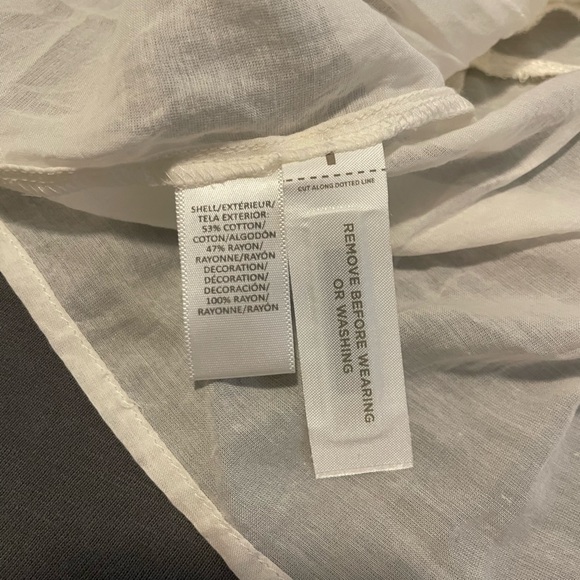 SHELL/EXTÉRIEUR/
TELA EXTERIOR:
53% COTTON/
COTON/ALGODÓN
47% RAYON/
RAYONNE/RAYÓN
DECORATION/
DÉCORATION/
DECORACIÓN/
100% RAYON/
RAYONNE/RAYÓN
CUT ALONG DOTTED LINE
REMOVE BEFORE WEARING
OR WASHING